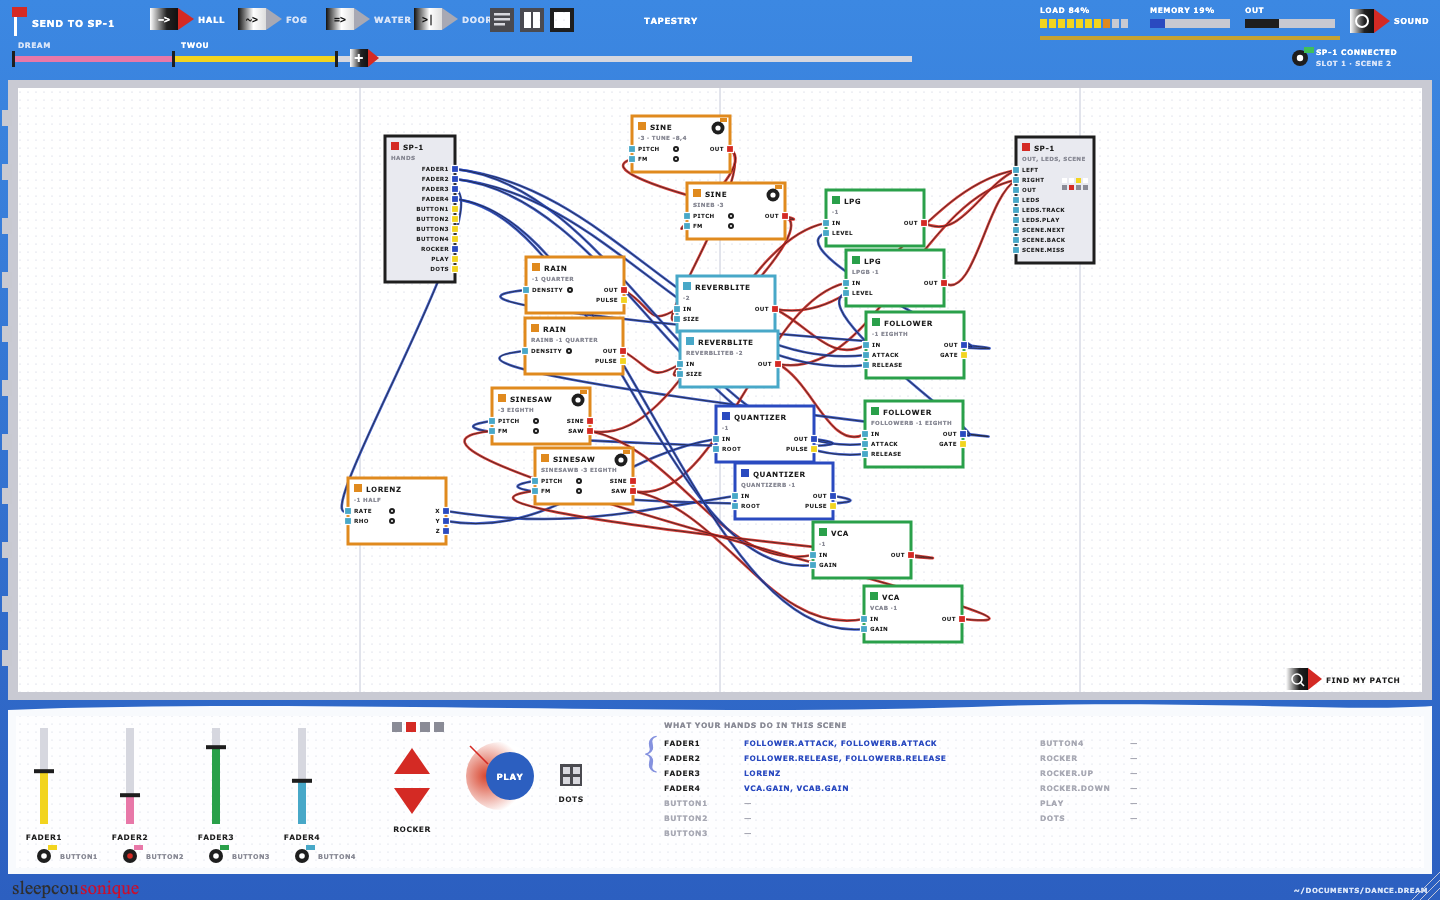 SEND TO SP-1
HALL
FOG
WATER
DOOR
TAPESTRY
LOAD 84%
MEMORY 19%
OUT
SOUND
DREAM
TWOU
SP-1 CONNECTED
SLOT 1 · SCENE 2
SP-1
HANDS
FADER1
FADER2
FADER3
FADER4
BUTTON1
BUTTON2
BUTTON3
BUTTON4
ROCKER
PLAY
DOTS
SINE
-3 · TUNE -8,4
PITCH
OUT
FM
SINE
SINEB -3
PITCH
OUT
FM
RAIN
-1 QUARTER
DENSITY
OUT
PULSE
RAIN
RAINB -1 QUARTER
DENSITY
OUT
PULSE
REVERBLITE
-2
IN
OUT
SIZE
REVERBLITE
REVERBLITEB -2
IN
OUT
SIZE
SINESAW
-3 EIGHTH
PITCH
SINE
FM
SAW
SINESAW
SINESAWB -3 EIGHTH
PITCH
SINE
FM
SAW
LORENZ
-1 HALF
RATE
X
RHO
Y
Z
LPG
-1
IN
OUT
LEVEL
LPG
LPGB -1
IN
OUT
LEVEL
FOLLOWER
-1 EIGHTH
IN
OUT
ATTACK
GATE
RELEASE
FOLLOWER
FOLLOWERB -1 EIGHTH
IN
OUT
ATTACK
GATE
RELEASE
QUANTIZER
-1
IN
OUT
ROOT
PULSE
QUANTIZER
QUANTIZERB -1
IN
OUT
ROOT
PULSE
VCA
-1
IN
OUT
GAIN
VCA
VCAB -1
IN
OUT
GAIN
SP-1
OUT, LEDS, SCENE
LEFT
RIGHT
OUT
LEDS
LEDS.TRACK
LEDS.PLAY
SCENE.NEXT
SCENE.BACK
SCENE.MISS
FIND MY PATCH
FADER1
FADER2
FADER3
FADER4
BUTTON1
BUTTON2
BUTTON3
BUTTON4
ROCKER
PLAY
DOTS
WHAT YOUR HANDS DO IN THIS SCENE
FADER1 FOLLOWER.ATTACK, FOLLOWERB.ATTACK
FADER2 FOLLOWER.RELEASE, FOLLOWERB.RELEASE
FADER3 LORENZ
FADER4 VCA.GAIN, VCAB.GAIN
BUTTON1 —
BUTTON2 —
BUTTON3 —
BUTTON4 —
ROCKER —
ROCKER.UP —
ROCKER.DOWN —
PLAY —
DOTS —
sleepcousonique
~/DOCUMENTS/DANCE.DREAM